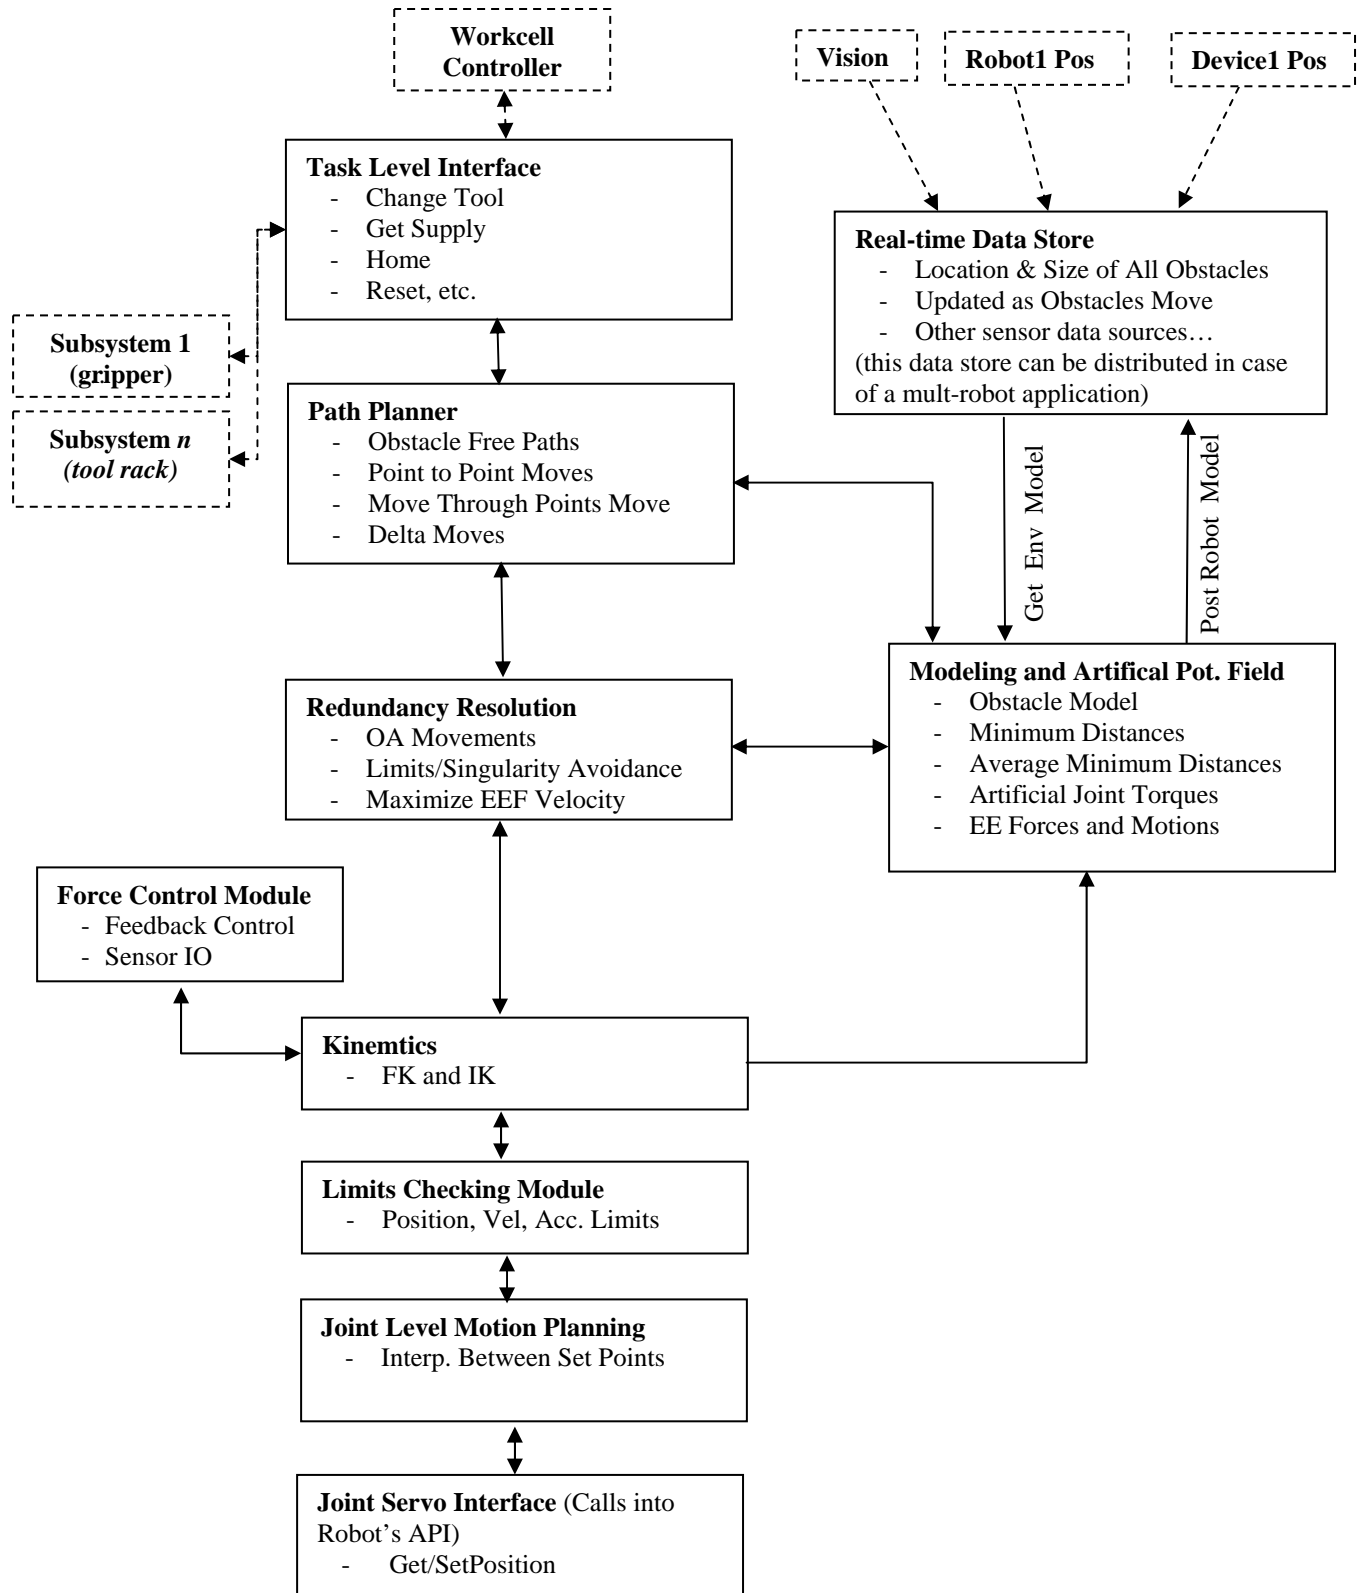 Workcell
Controller
Vision
Robot1 Pos
Device1 Pos
Task Level Interface
- Change Tool
- Get Supply
- Home
- Reset, etc.
Real-time Data Store
- Location & Size of All Obstacles
- Updated as Obstacles Move
- Other sensor data sources…
(this data store can be distributed in case
of a mult-robot application)
Subsystem 1
(gripper)
Subsystem n
(tool rack)
Path Planner
- Obstacle Free Paths
- Point to Point Moves
- Move Through Points Move
- Delta Moves
Get Env Model
Post Robot Model
Redundancy Resolution
- OA Movements
- Limits/Singularity Avoidance
- Maximize EEF Velocity
Modeling and Artifical Pot. Field
- Obstacle Model
- Minimum Distances
- Average Minimum Distances
- Artificial Joint Torques
- EE Forces and Motions
Force Control Module
- Feedback Control
- Sensor IO
Kinemtics
- FK and IK
Limits Checking Module
- Position, Vel, Acc. Limits
Joint Level Motion Planning
- Interp. Between Set Points
Joint Servo Interface (Calls into
Robot’s API)
- Get/SetPosition